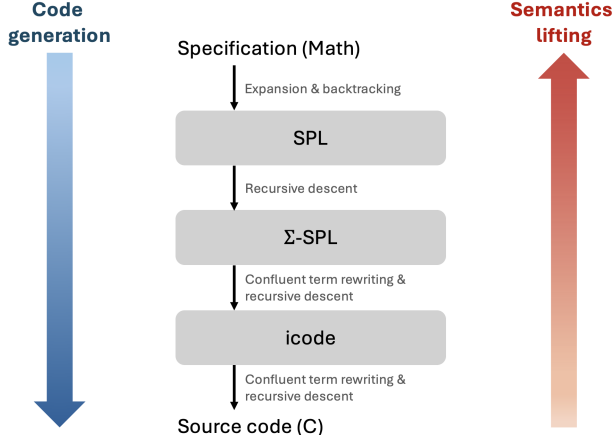 Code
generation
Semantics
lifting
Specification (Math)
Expansion & backtracking
SPL
Recursive descent
Σ-SPL
Confluent term rewriting &
recursive descent
icode
Confluent term rewriting &
recursive descent
Source code (C)